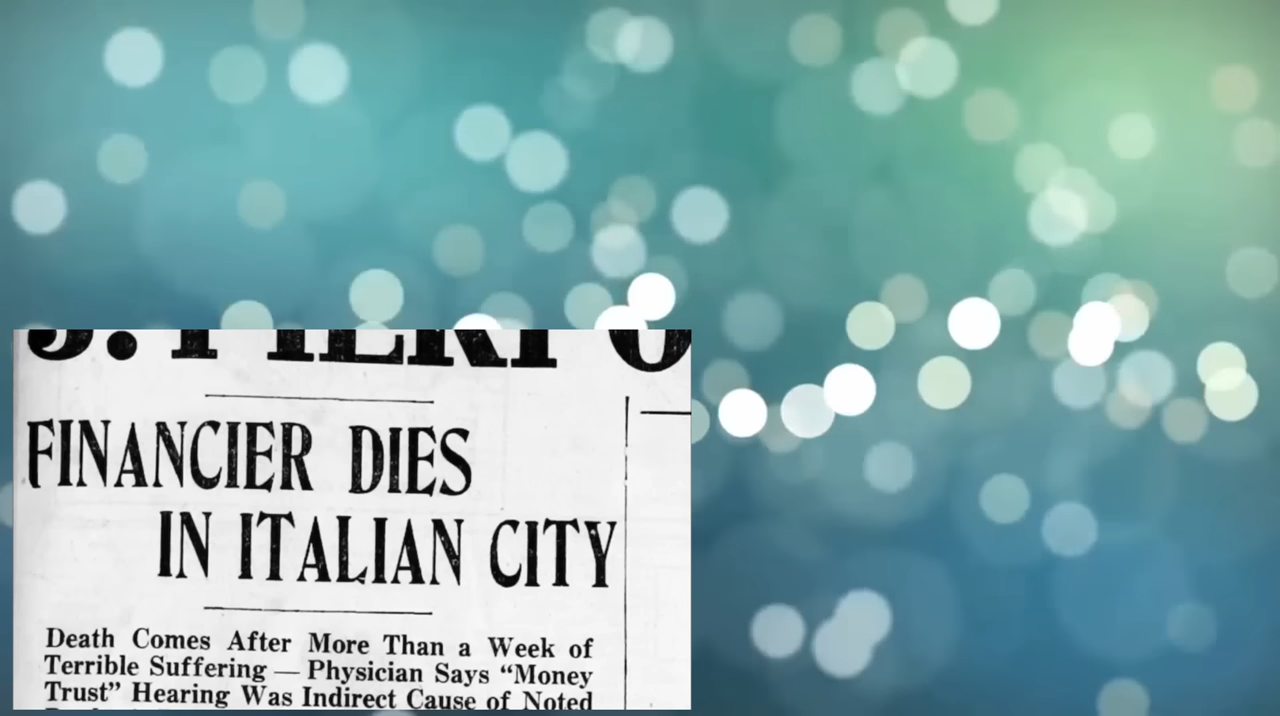 J. PIERPO
FINANCIER DIES
IN ITALIAN CITY
Death Comes After More Than a Week of
Terrible Suffering — Physician Says “Money
Trust” Hearing Was Indirect Cause of Noted